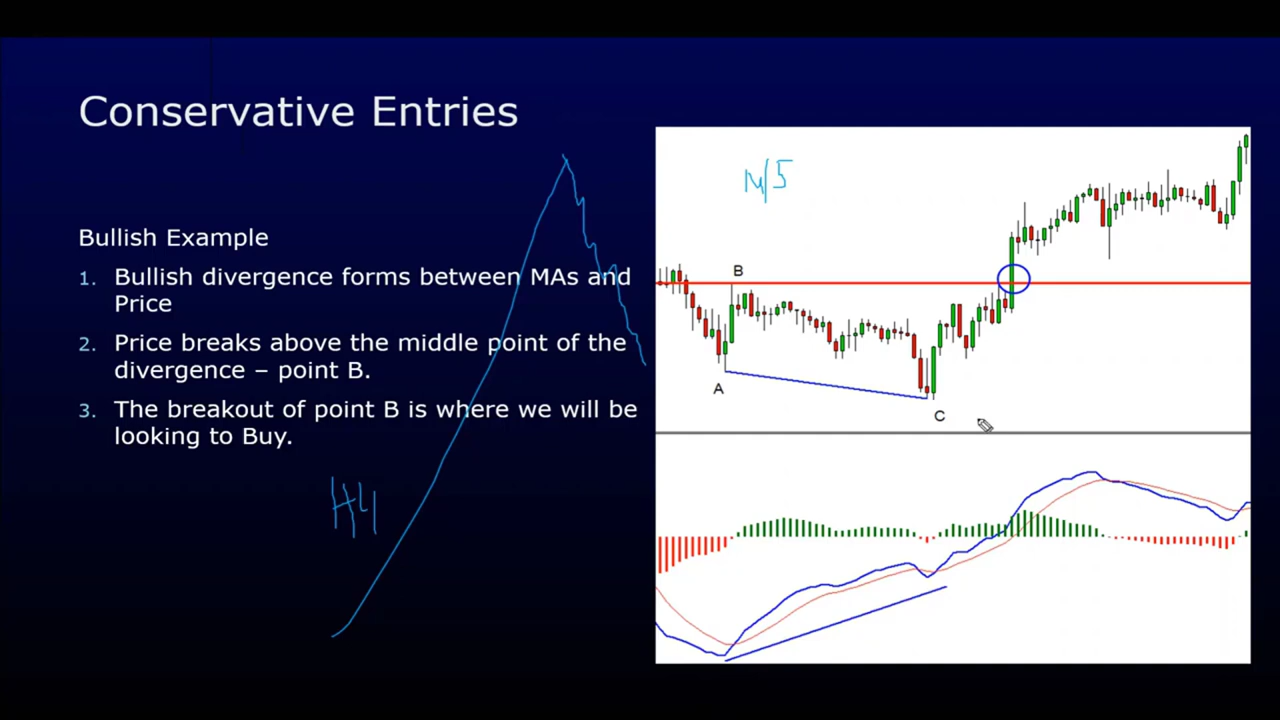 Conservative Entries
Bullish Example
1. Bullish divergence forms between MAs and
Price
2. Price breaks above the middle point of the
divergence – point B.
3. The breakout of point B is where we will be
looking to Buy.
H4
M5
B
A
C